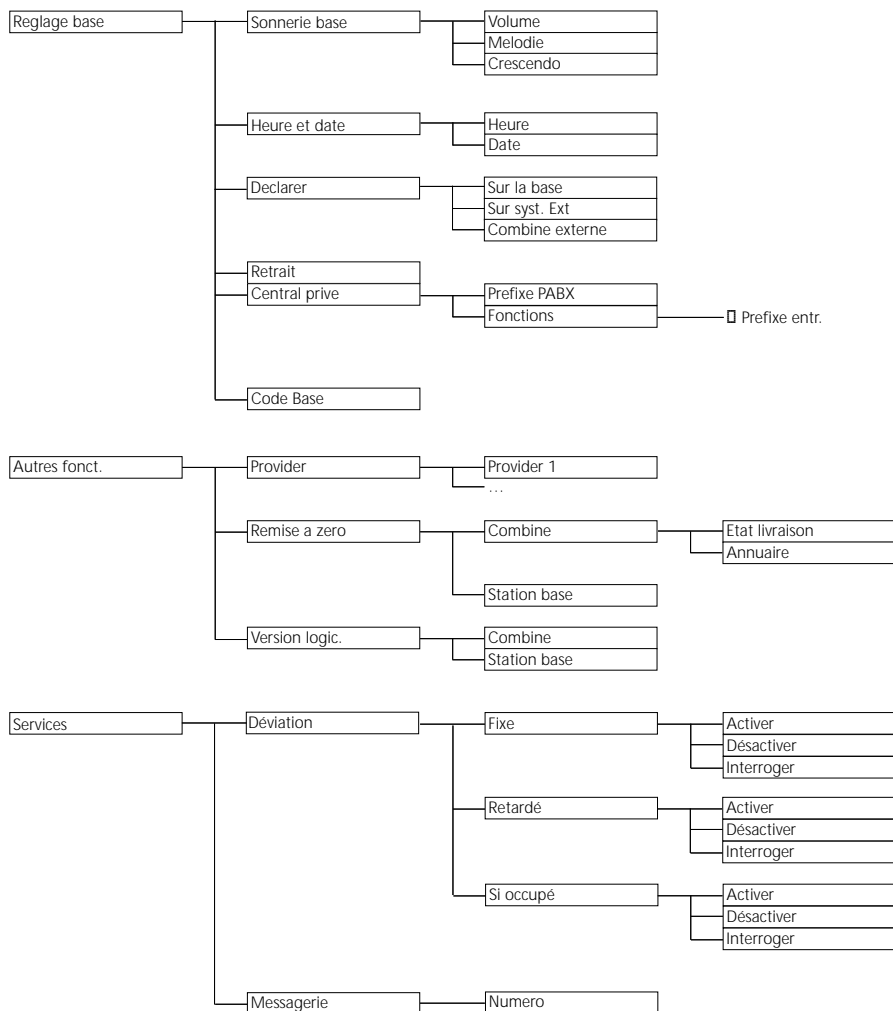 Reglage base
Sonnerie base
Volume
Melodie
Crescendo
Heure et date
Heure
Date
Declarer
Sur la base
Sur syst. Ext
Combine externe
Retrait
Central prive
Prefixe PABX
Fonctions
Prefixe entr.
Code Base
Autres fonct.
Provider
Provider 1
...
Remise a zero
Combine
Etat livraison
Annuaire
Station base
Version logic.
Combine
Station base
Services
Déviation
Fixe
Activer
Désactiver
Interroger
Retardé
Activer
Désactiver
Interroger
Si occupé
Activer
Désactiver
Interroger
Messagerie
Numero